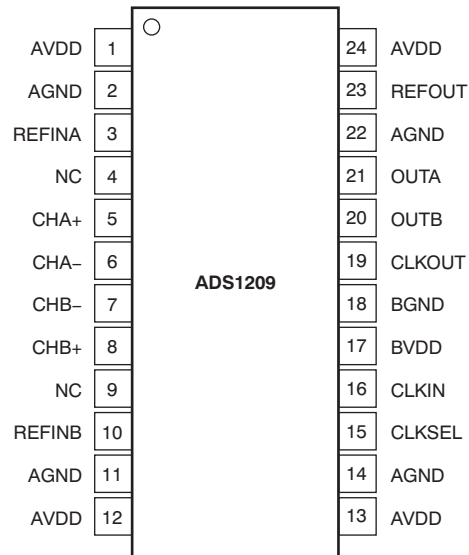 AVDD 1 24 AVDD
AGND 2 23 REFOUT
REFINA 3 22 AGND
NC 4 21 OUTA
CHA+ 5 20 OUTB
CHA− 6 19 CLKOUT
ADS1209
CHB− 7 18 BGND
CHB+ 8 17 BVDD
NC 9 16 CLKIN
REFINB 10 15 CLKSEL
AGND 11 14 AGND
AVDD 12 13 AVDD